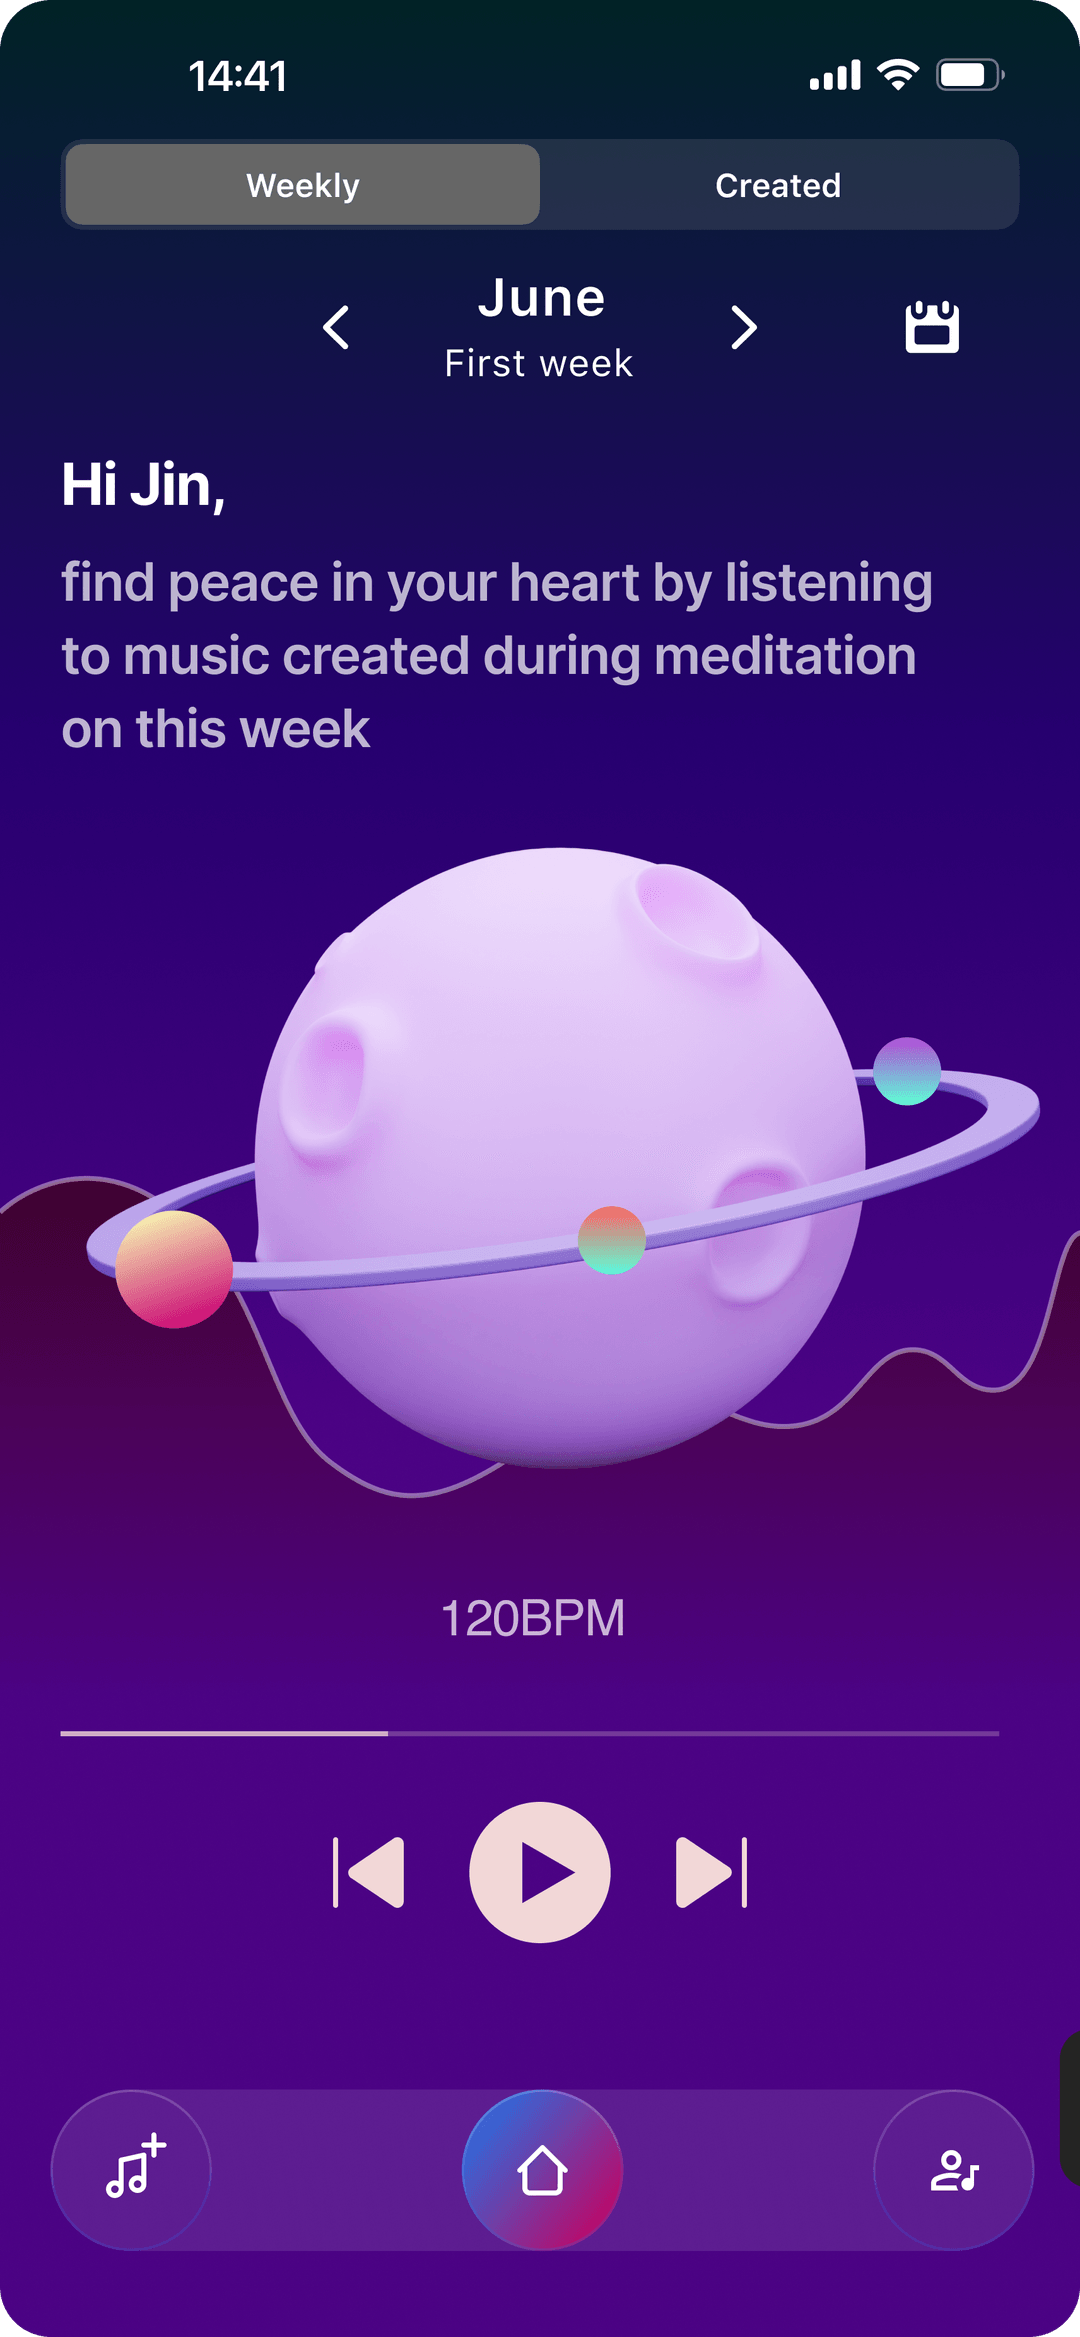 14:41
Weekly
Created
June
First week
Hi Jin,
find peace in your heart by listening
to music created during meditation
on this week
120BPM